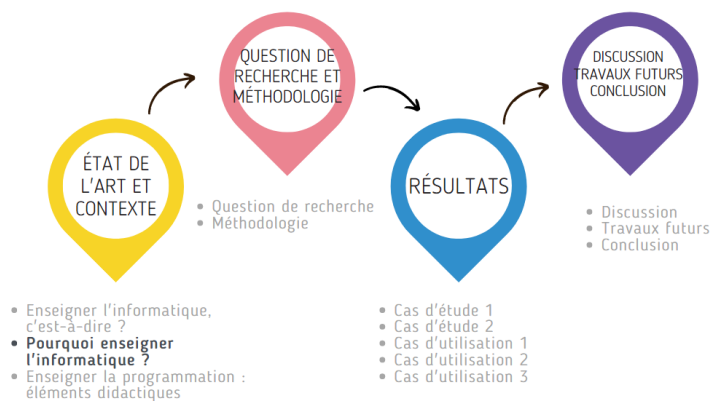 ÉTAT DE
L'ART ET
CONTEXTE
• Enseigner l'informatique,
c'est-à-dire ?
• Pourquoi enseigner
l'informatique ?
• Enseigner la programmation :
éléments didactiques
QUESTION DE
RECHERCHE ET
MÉTHODOLOGIE
• Question de recherche
• Méthodologie
RÉSULTATS
• Cas d'étude 1
• Cas d'étude 2
• Cas d'utilisation 1
• Cas d'utilisation 2
• Cas d'utilisation 3
DISCUSSION
TRAVAUX FUTURS
CONCLUSION
• Discussion
• Travaux futurs
• Conclusion